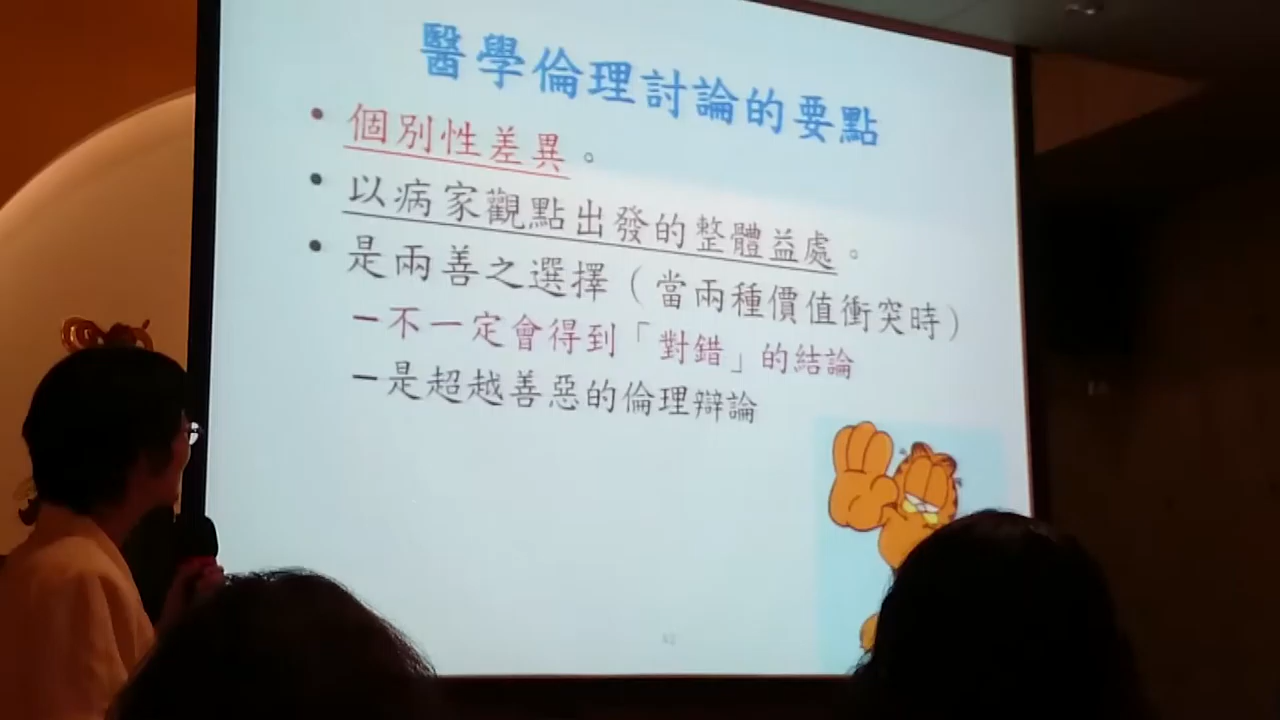 醫學倫理討論的要點
• 個別性差異。
• 以病家觀點出發的整體益處。
• 是兩善之選擇(當兩種價值衝突時)
–不一定會得到「對錯」的結論
–是超越善惡的倫理辯論